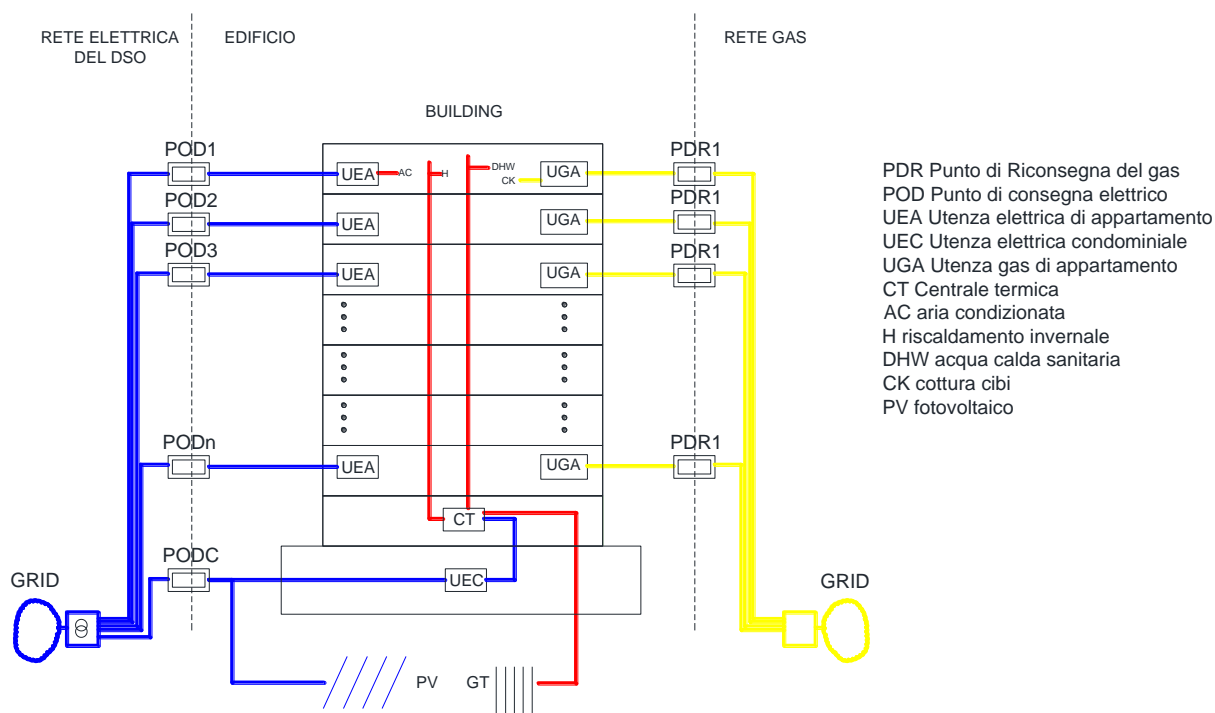 RETE ELETTRICA
DEL DSO
EDIFICIO
RETE GAS
BUILDING
POD1
PDR1
UEA
AC
H
DHW
CK
UGA
POD2
PDR1
UEA
UGA
POD3
PDR1
UEA
UGA
PODn
PDR1
UEA
UGA
CT
PODC
UEC
GRID
GRID
PV
GT
PDR Punto di Riconsegna del gas
POD Punto di consegna elettrico
UEA Utenza elettrica di appartamento
UEC Utenza elettrica condominiale
UGA Utenza gas di appartamento
CT Centrale termica
AC aria condizionata
H riscaldamento invernale
DHW acqua calda sanitaria
CK cottura cibi
PV fotovoltaico